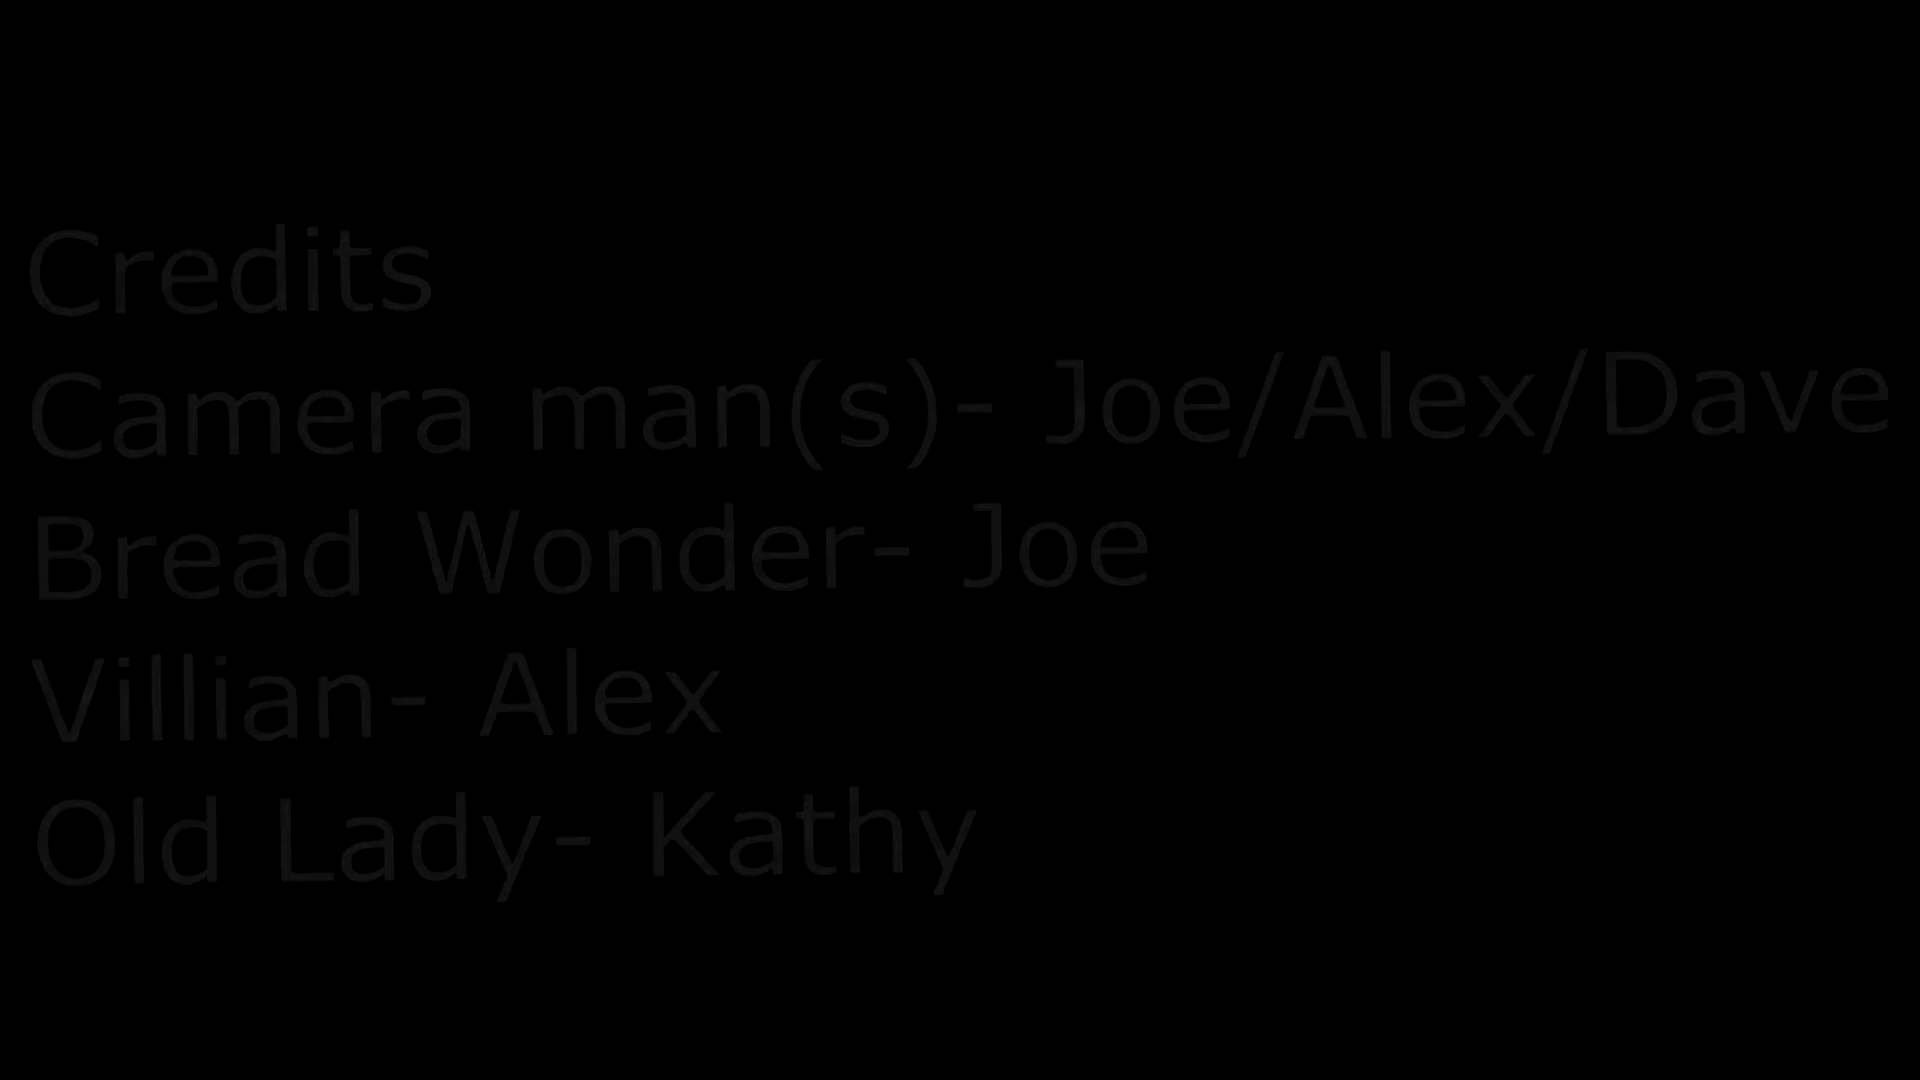 Credits
Camera man(s)- Joe/Alex/Dave
Bread Wonder- Joe
Villian- Alex
Old Lady- Kathy